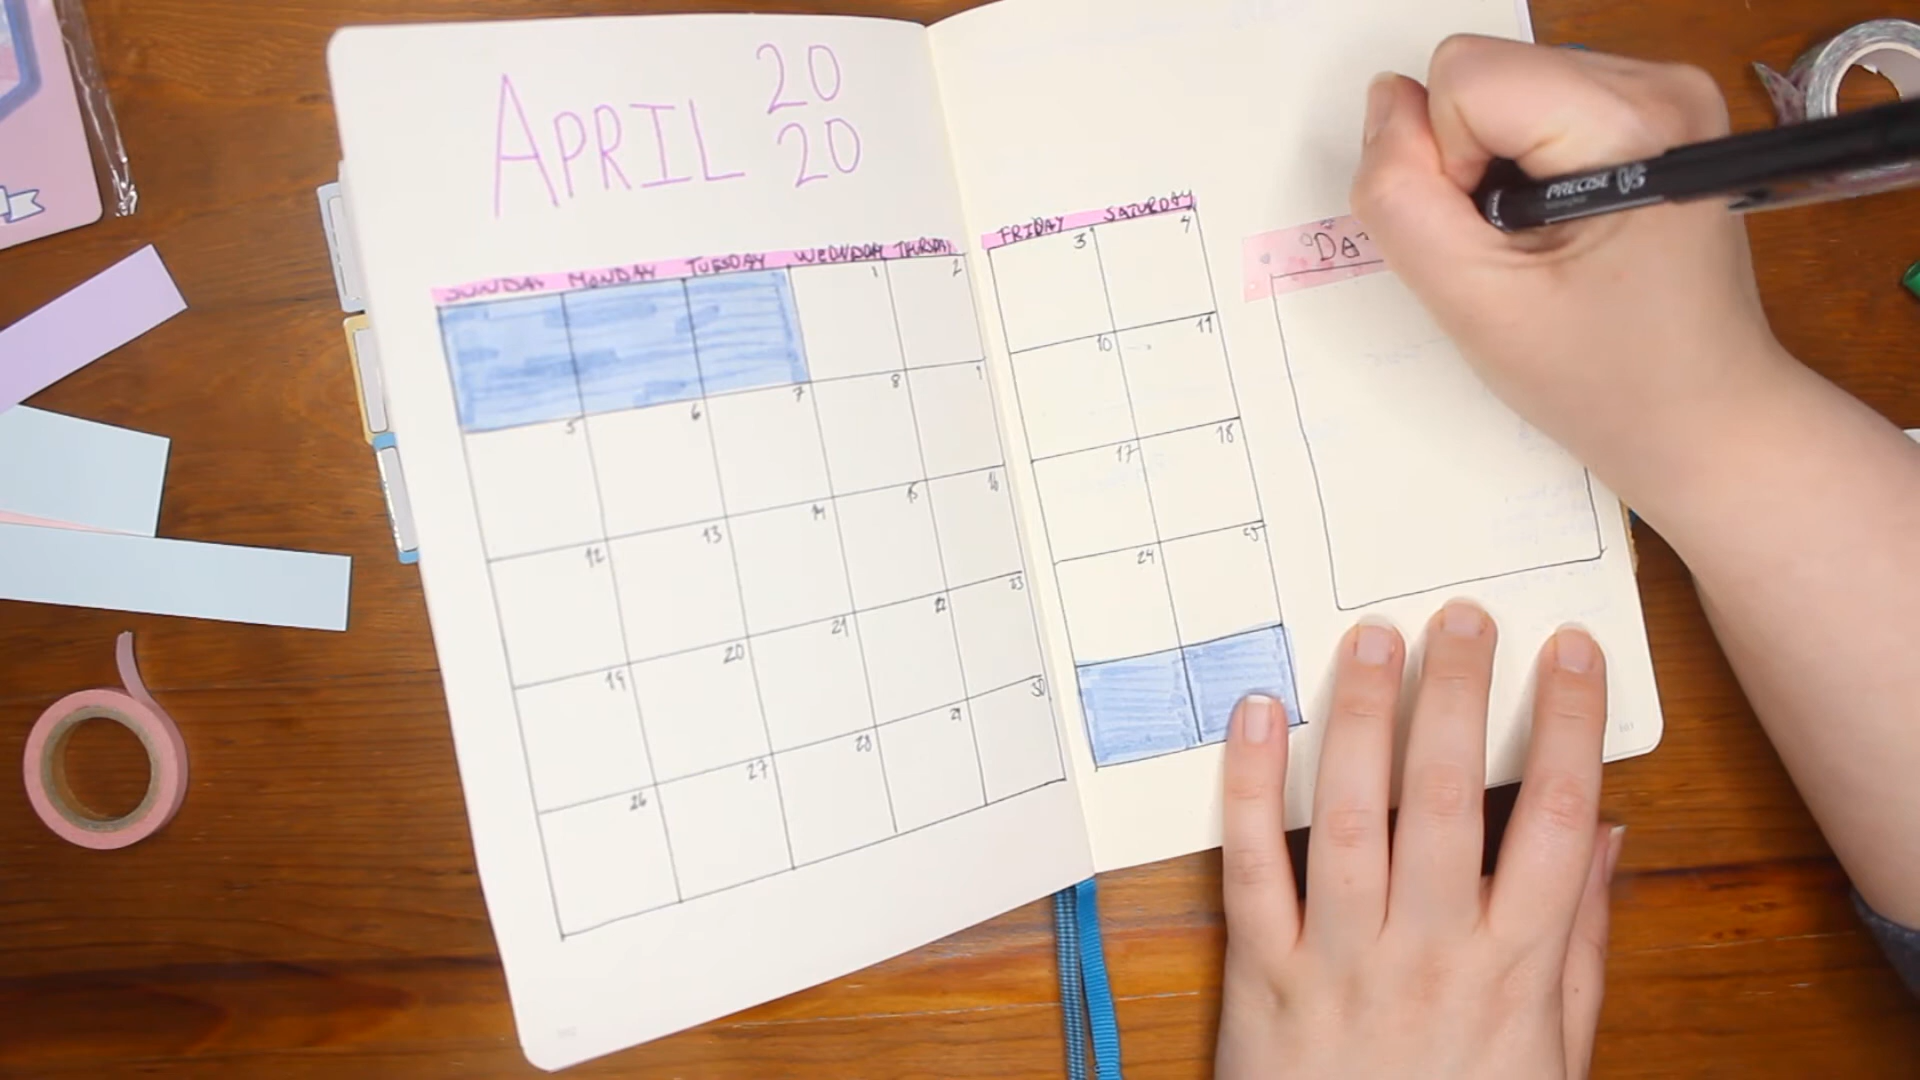 APRIL 20
20
SUNDAY MONDAY TUESDAY WEDNSDAY THURSDAY FRIDAY SATURDAY
1 2 3 4
5 6 7 8 9 10 11
12 13 14 15 16 17 18
19 20 21 22 23 24 25
26 27 28 29 30
PRECISE V5